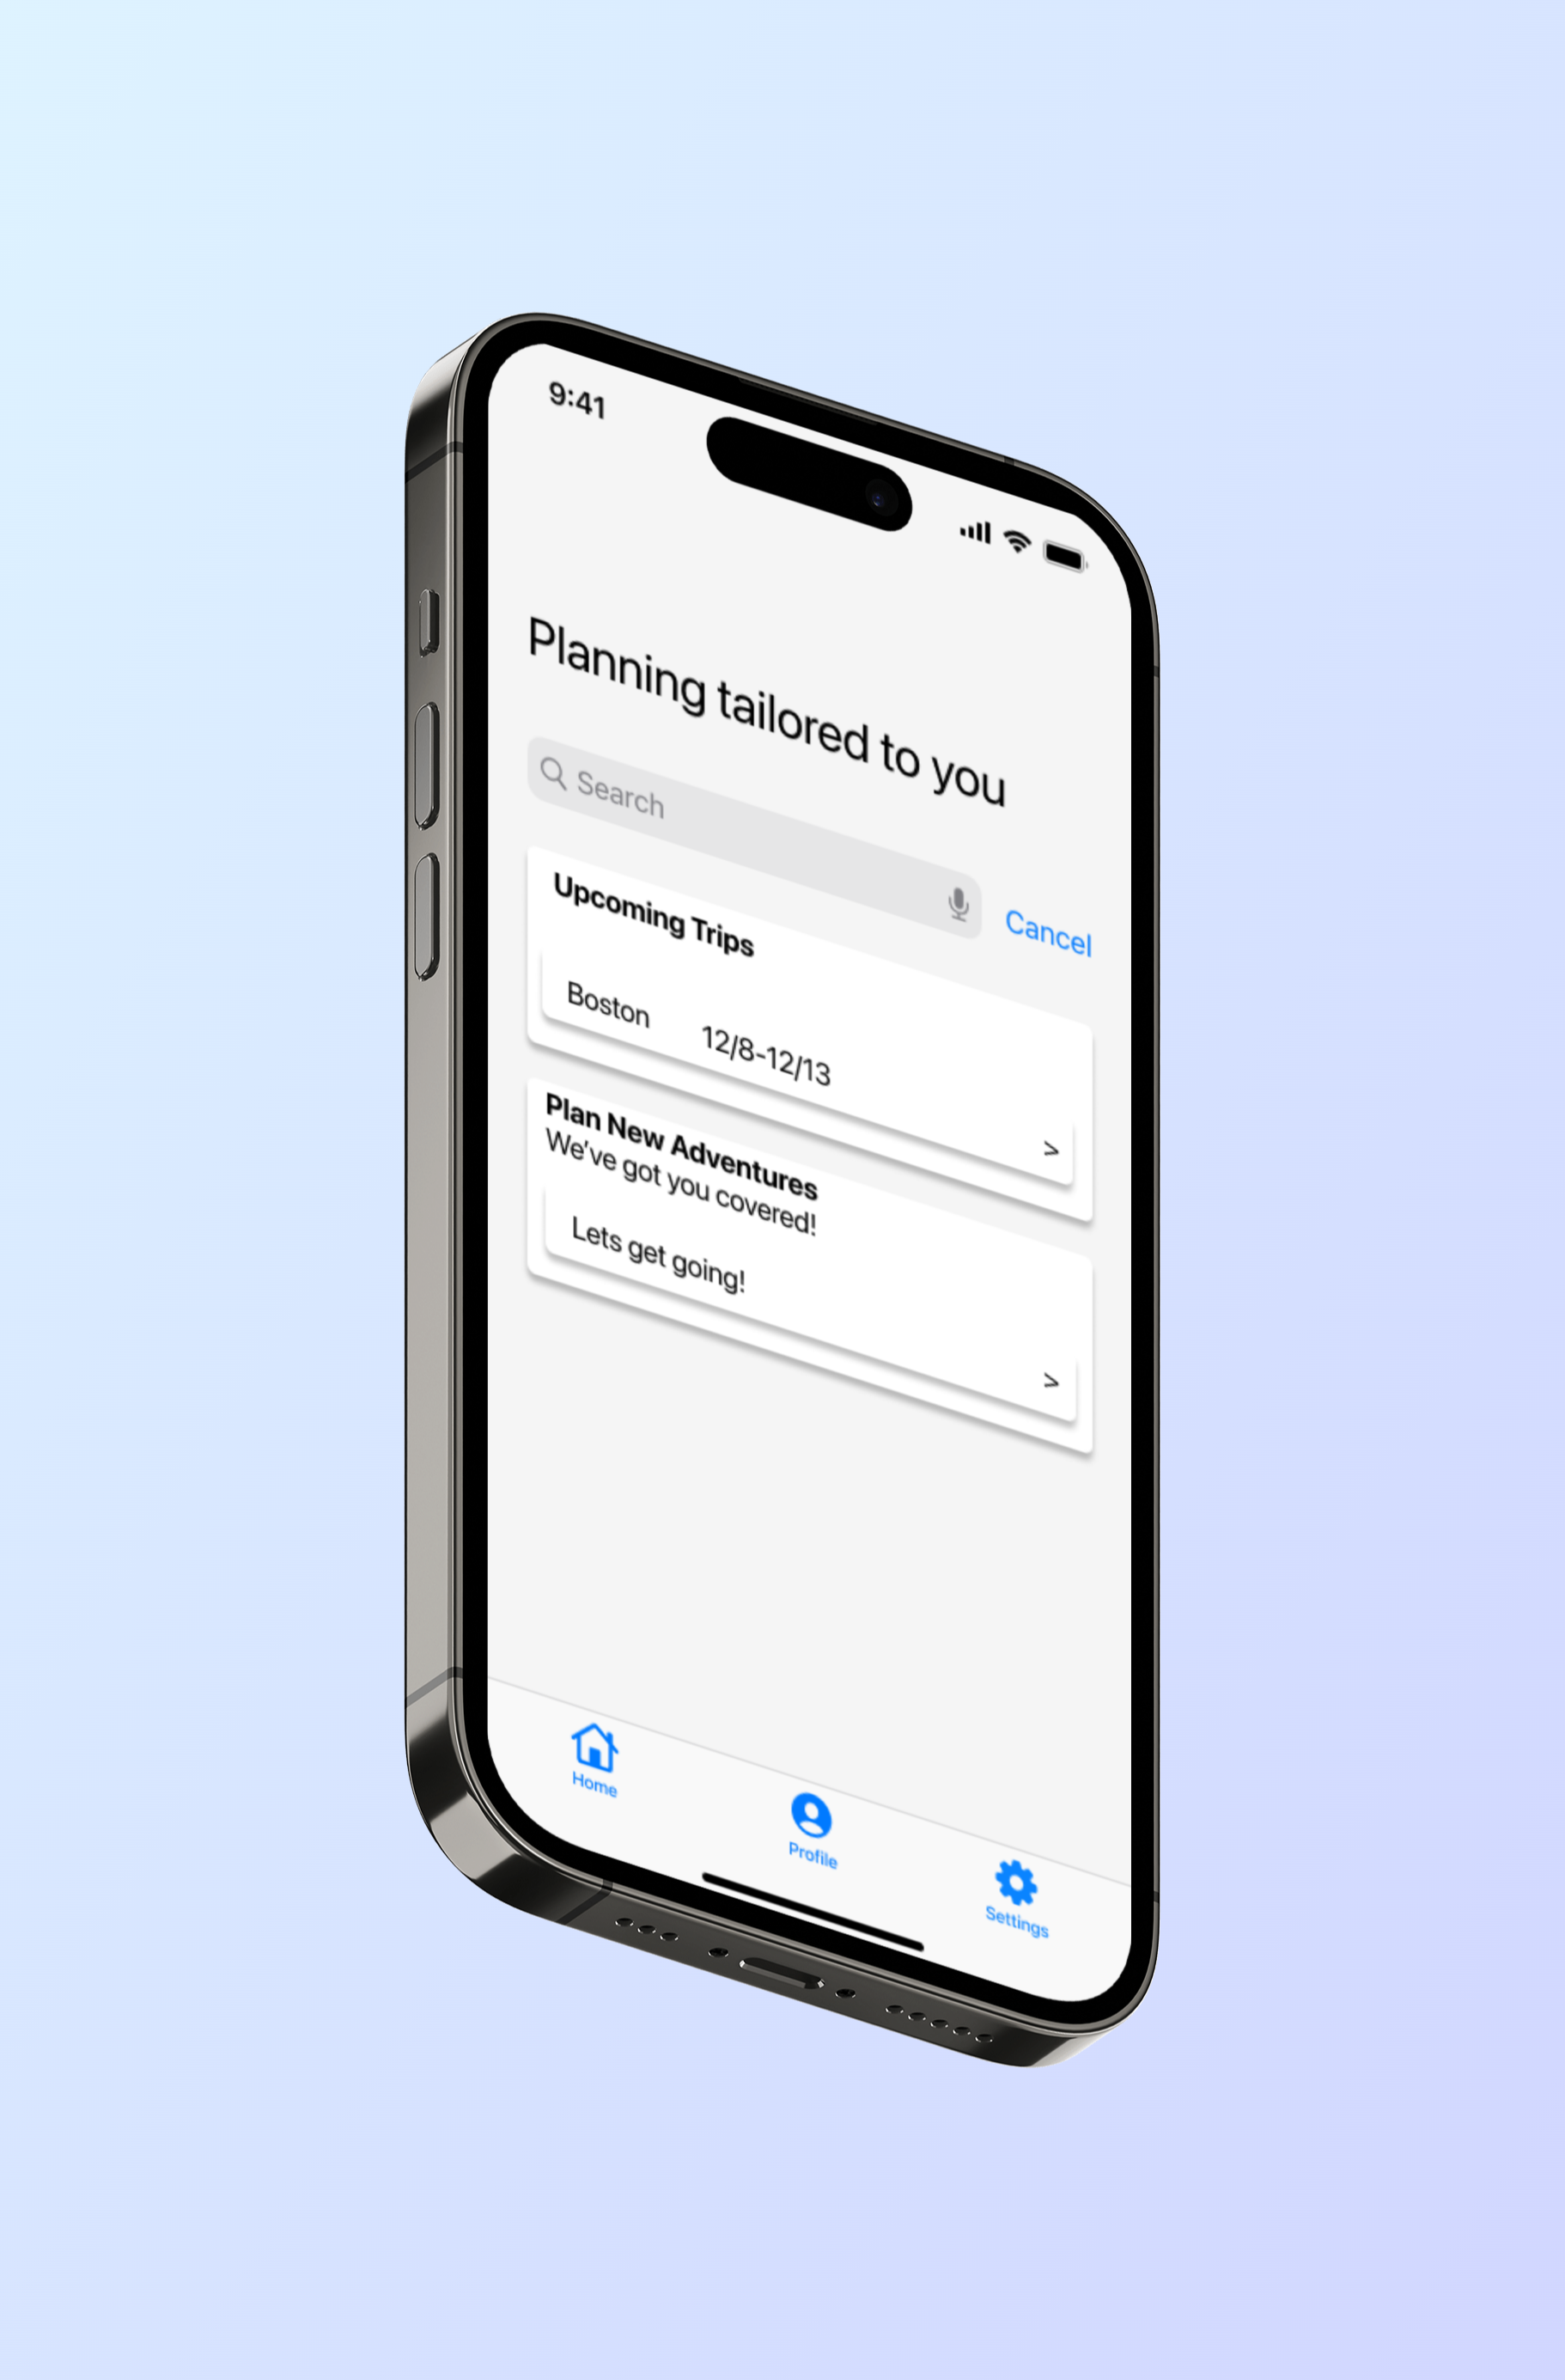 9:41
Planning tailored to you
Search
Cancel
Upcoming Trips
Boston 12/8-12/13
>
Plan New Adventures
We've got you covered!
Lets get going!
>
Home
Profile
Settings